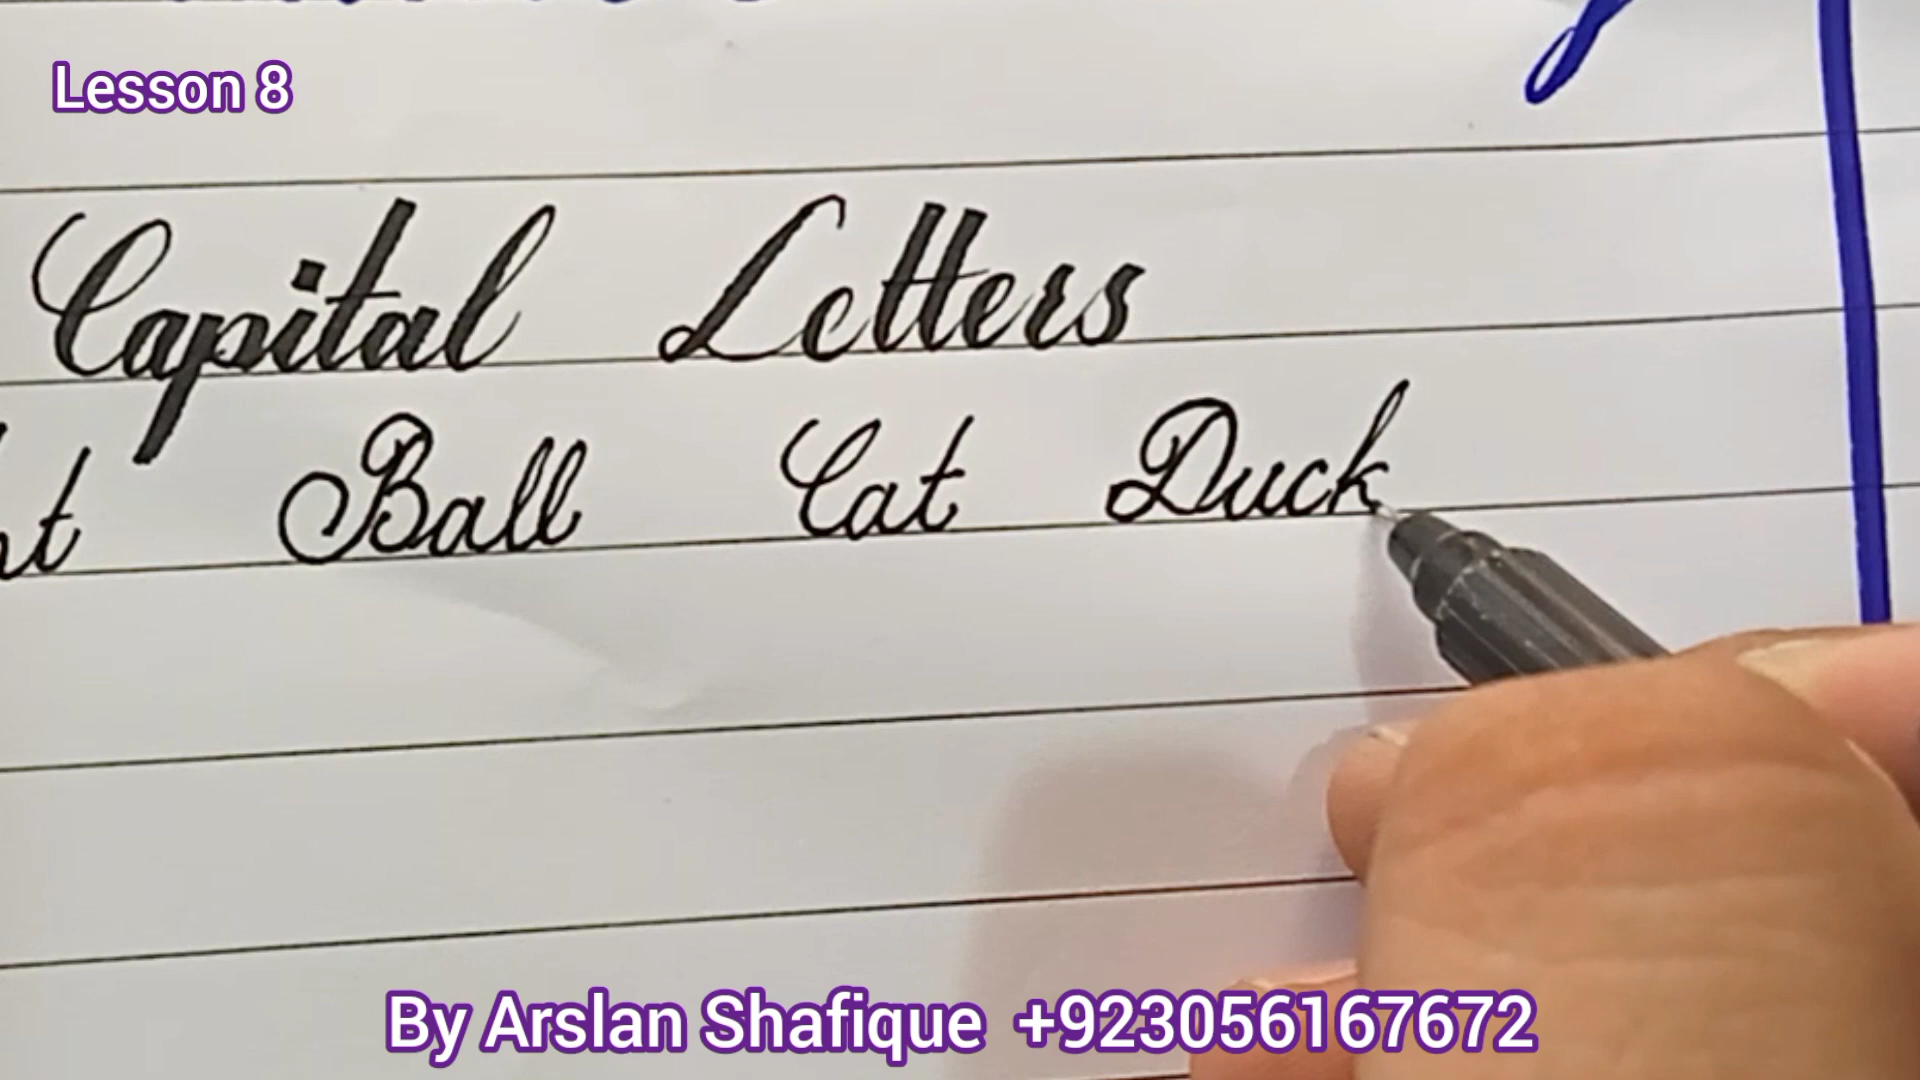 Lesson 8
Capital Letters
Ball Cat Duck
By Arslan Shafique +923056167672